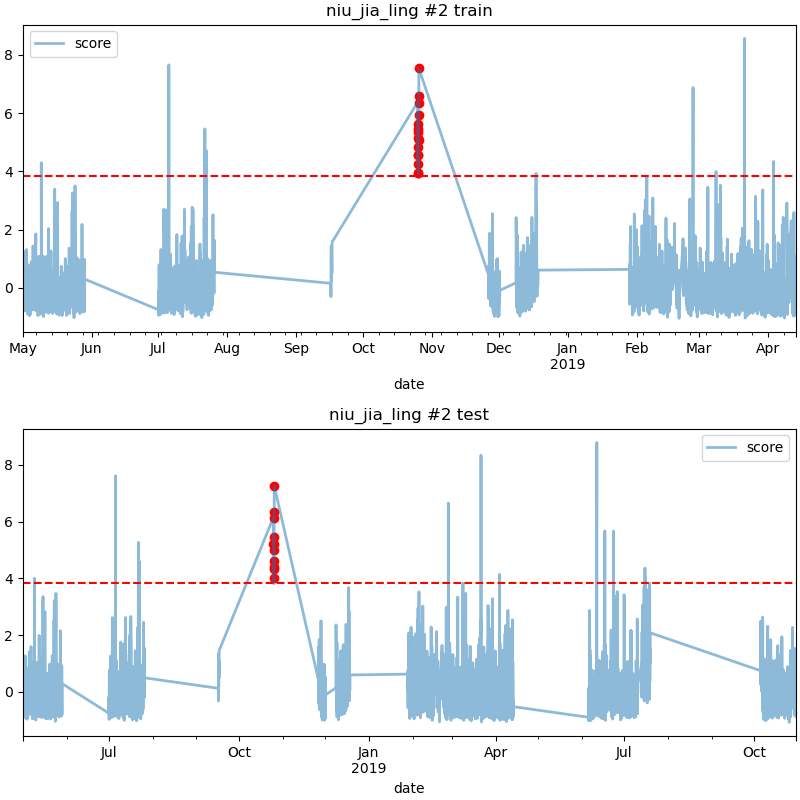 niu_jia_ling #2 train
score
8
6
4
2
0
May Jun Jul Aug Sep Oct Nov Dec Jan Feb Mar Apr
2019
date
niu_jia_ling #2 test
score
8
6
4
2
0
Jul Oct Jan Apr Jul Oct
2019
date